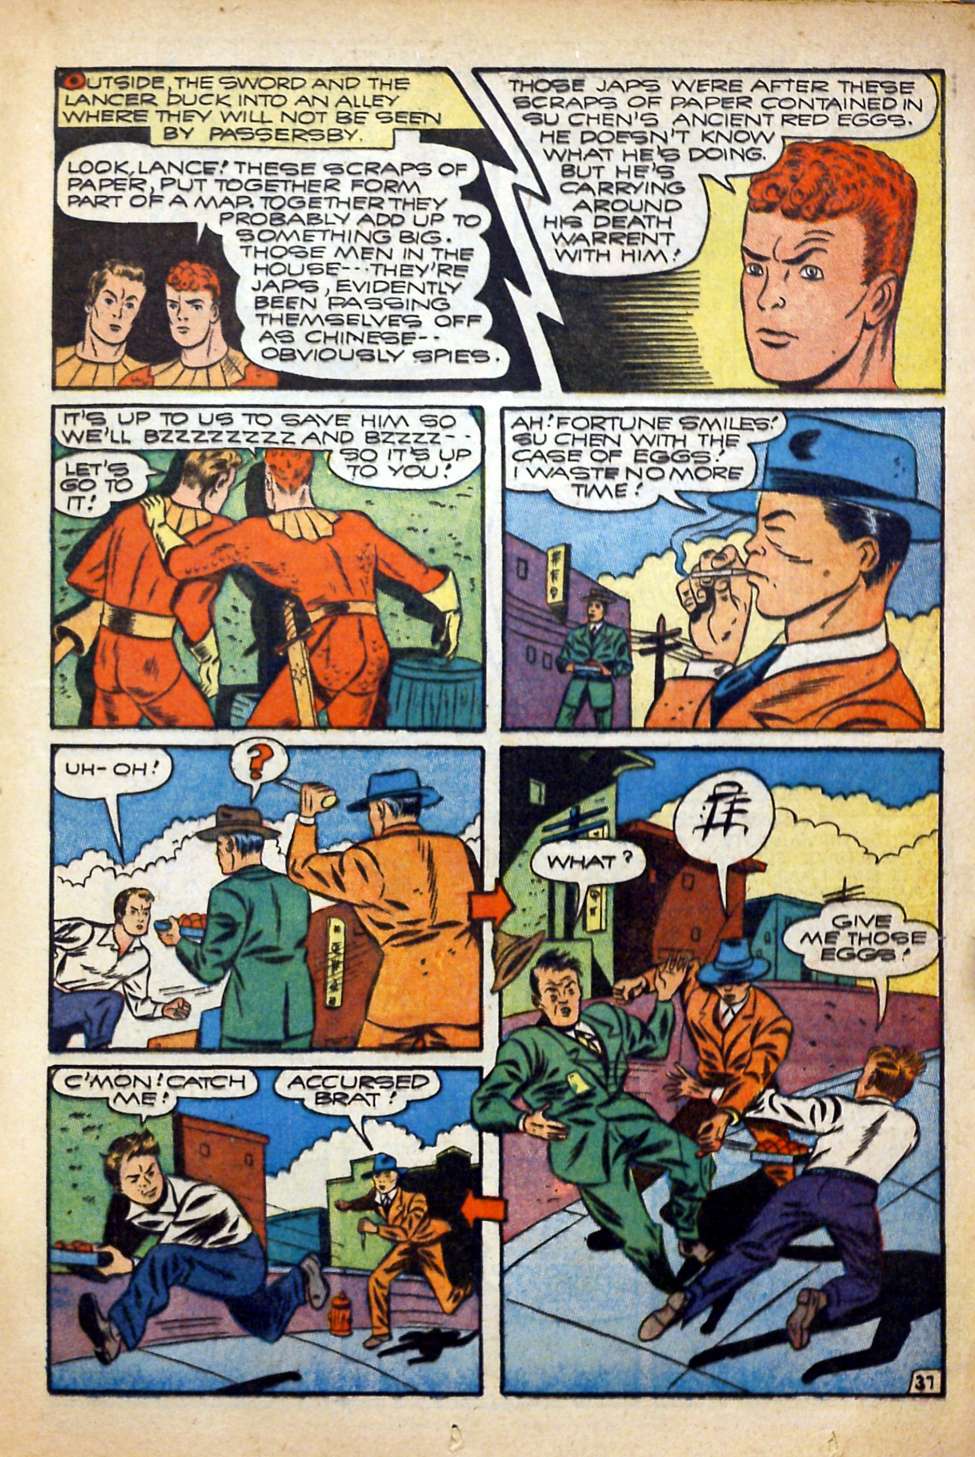 OUTSIDE, THE SWORD AND THE
LANCER DUCK INTO AN ALLEY
WHERE THEY WILL NOT BE SEEN
BY PASSERSBY.
LOOK, LANCE! THESE SCRAPS OF
PAPER, PUT TOGETHER FORM
PART OF A MAP. TOGETHER THEY
PROBABLY ADD UP TO
SOMETHING BIG.
THOSE MEN IN THE
HOUSE--- THEY'RE
JAPS, EVIDENTLY
BEEN PASSING
THEMSELVES OFF
AS CHINESE--
OBVIOUSLY SPIES.
THOSE JAPS WERE AFTER THESE
SCRAPS OF PAPER CONTAINED IN
SU CHEN'S ANCIENT RED EGGS.
HE DOESN'T KNOW
WHAT HE'S DOING.
BUT HE'S
CARRYING
AROUND
HIS DEATH
WARRENT
WITH HIM!
IT'S UP TO US TO SAVE HIM SO
WE'LL BZZZZZZZZ AND BZZZZ--
SO IT'S UP
TO YOU!
LET'S
GO TO
IT!
AH! FORTUNE SMILES!
SU CHEN WITH THE
CASE OF EGGS!
I WASTE NO MORE
TIME!
UH-OH!
?
WHAT?
GIVE
ME THOSE
EGGS!
C'MON! CATCH
ME!
ACCURSED
BRAT!
37